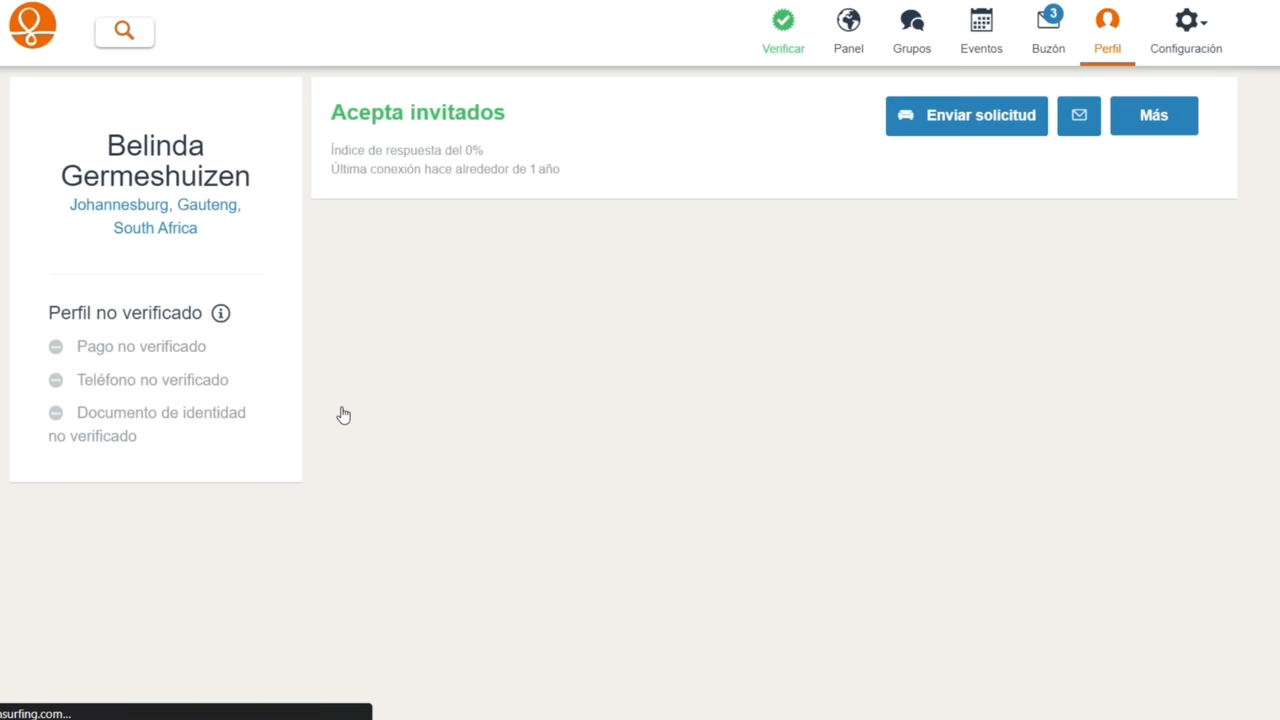 3
Verificar
Panel
Grupos
Eventos
Buzón
Perfil
Configuración
Belinda
Germeshuizen
Johannesburg, Gauteng,
South Africa
Perfil no verificado
Pago no verificado
Teléfono no verificado
Documento de identidad
no verificado
Acepta invitados
Índice de respuesta del 0%
Última conexión hace alrededor de 1 año
Enviar solicitud
Más
surfing.com...